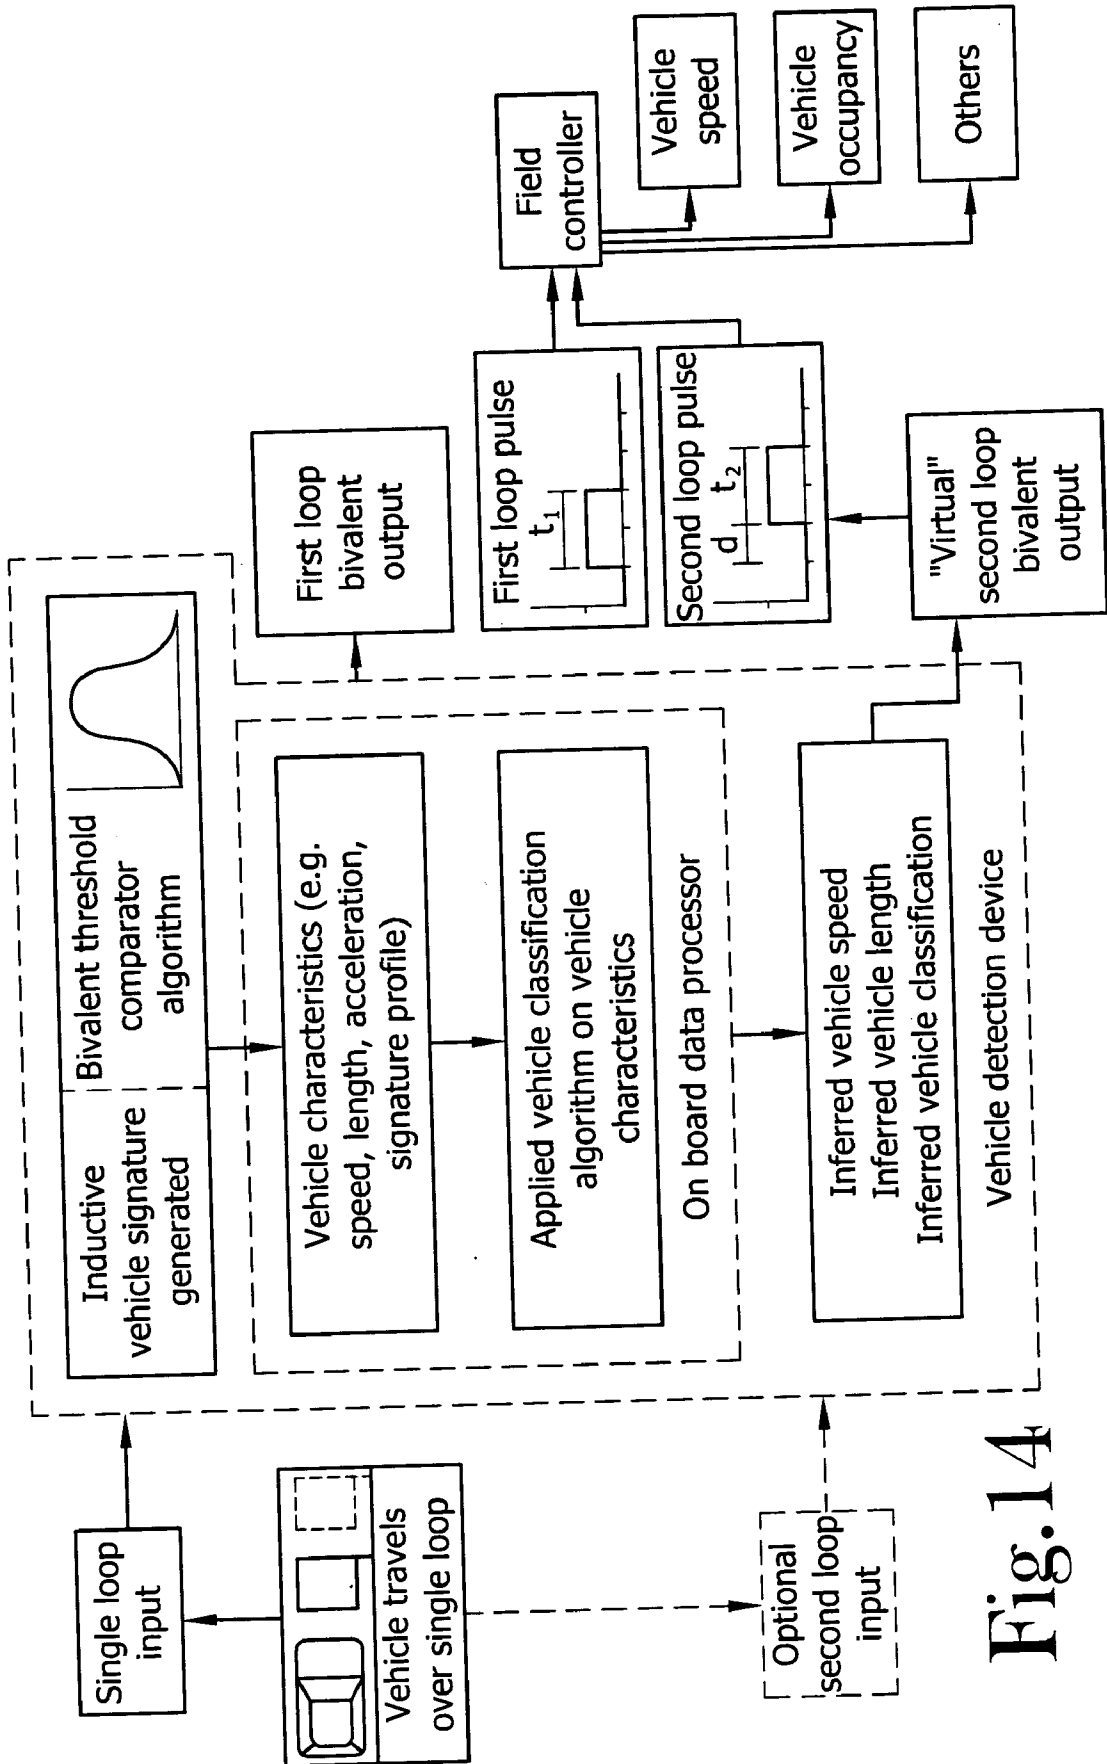 Single loop
input
Vehicle travels
over single loop
Optional
second loop
input
Inductive
vehicle signature
generated
Bivalent threshold
comparator
algorithm
Vehicle characteristics (e.g.
speed, length, acceleration,
signature profile)
Applied vehicle classification
algorithm on vehicle
characteristics
On board data processor
Inferred vehicle speed
Inferred vehicle length
Inferred vehicle classification
Vehicle detection device
First loop
bivalent
output
First loop pulse
t1
Second loop pulse
d t2
"Virtual"
second loop
bivalent
output
Field
controller
Vehicle
speed
Vehicle
occupancy
Others
Fig.14